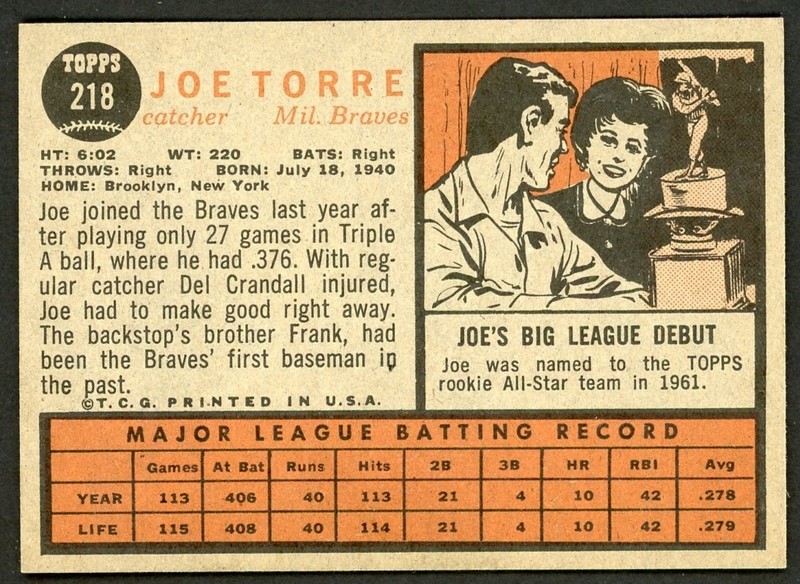 TOPPS
218
JOE TORRE
catcher Mil. Braves
HT: 6:02 WT: 220 BATS: Right
THROWS: Right BORN: July 18, 1940
HOME: Brooklyn, New York
Joe joined the Braves last year af-
ter playing only 27 games in Triple
A ball, where he had .376. With reg-
ular catcher Del Crandall injured,
Joe had to make good right away.
The backstop's brother Frank, had
been the Braves' first baseman in
the past.
©T.C.G. PRINTED IN U.S.A.
JOE'S BIG LEAGUE DEBUT
Joe was named to the TOPPS
rookie All-Star team in 1961.
MAJOR LEAGUE BATTING RECORD
Games At Bat Runs Hits 2B 3B HR RBI Avg
YEAR 113 406 40 113 21 4 10 42 .278
LIFE 115 408 40 114 21 4 10 42 .279